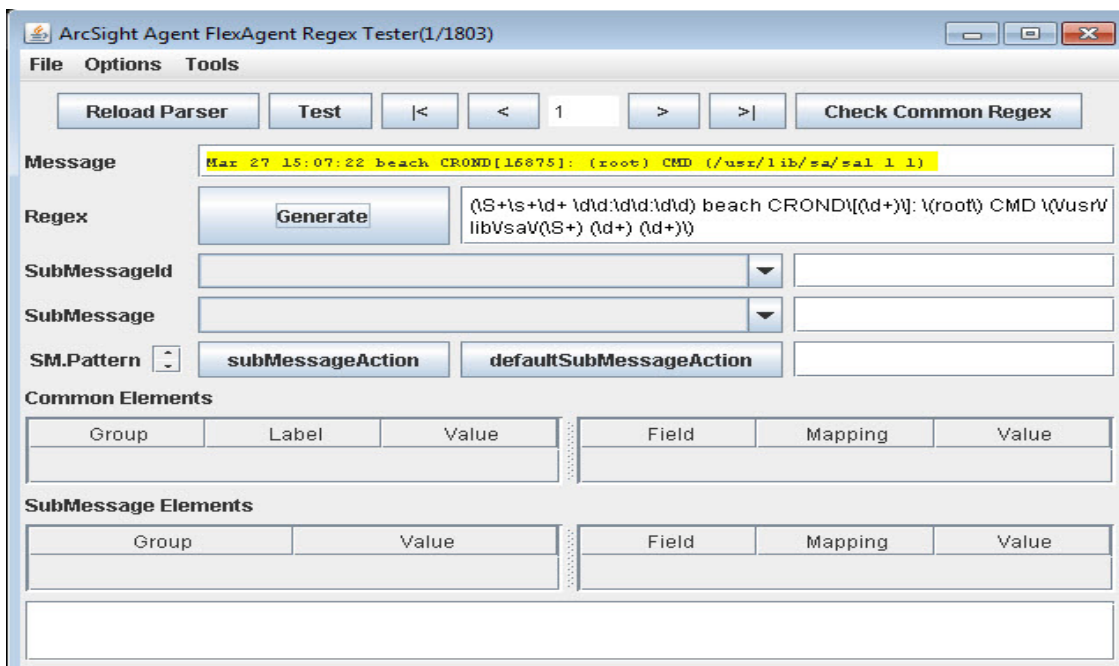 ArcSight Agent FlexAgent Regex Tester(1/1803)
File Options Tools
Reload Parser Test |< < 1 > >| Check Common Regex
Message Mar 27 15:07:22 beach CROND[15875]: (root) CMD (/usr/lib/sa/sa1 1 1)
Regex Generate (\S+\s+\d+ \d\d:\d\d:\d\d) beach CROND\[(\d+)\]: \(root\) CMD \(\/usr\/
lib\/sa\/(\S+) (\d+) (\d+)\)
SubMessageId
SubMessage
SM.Pattern subMessageAction defaultSubMessageAction
Common Elements
Group Label Value Field Mapping Value
SubMessage Elements
Group Value Field Mapping Value